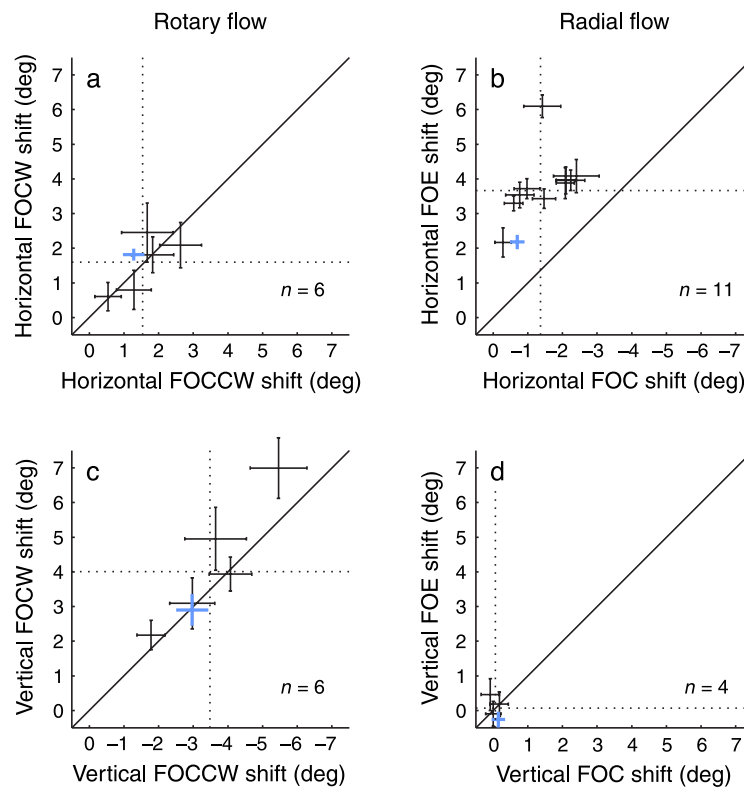 Rotary flow
Radial flow
a
Horizontal FOCW shift (deg)
7
6
5
4
3
2
1
0
n = 6
0 1 2 3 4 5 6 7
Horizontal FOCCW shift (deg)
b
Horizontal FOE shift (deg)
7
6
5
4
3
2
1
0
n = 11
0 −1 −2 −3 −4 −5 −6 −7
Horizontal FOC shift (deg)
c
Vertical FOCW shift (deg)
7
6
5
4
3
2
1
0
n = 6
0 −1 −2 −3 −4 −5 −6 −7
Vertical FOCCW shift (deg)
d
Vertical FOE shift (deg)
7
6
5
4
3
2
1
0
n = 4
0 1 2 3 4 5 6 7
Vertical FOC shift (deg)